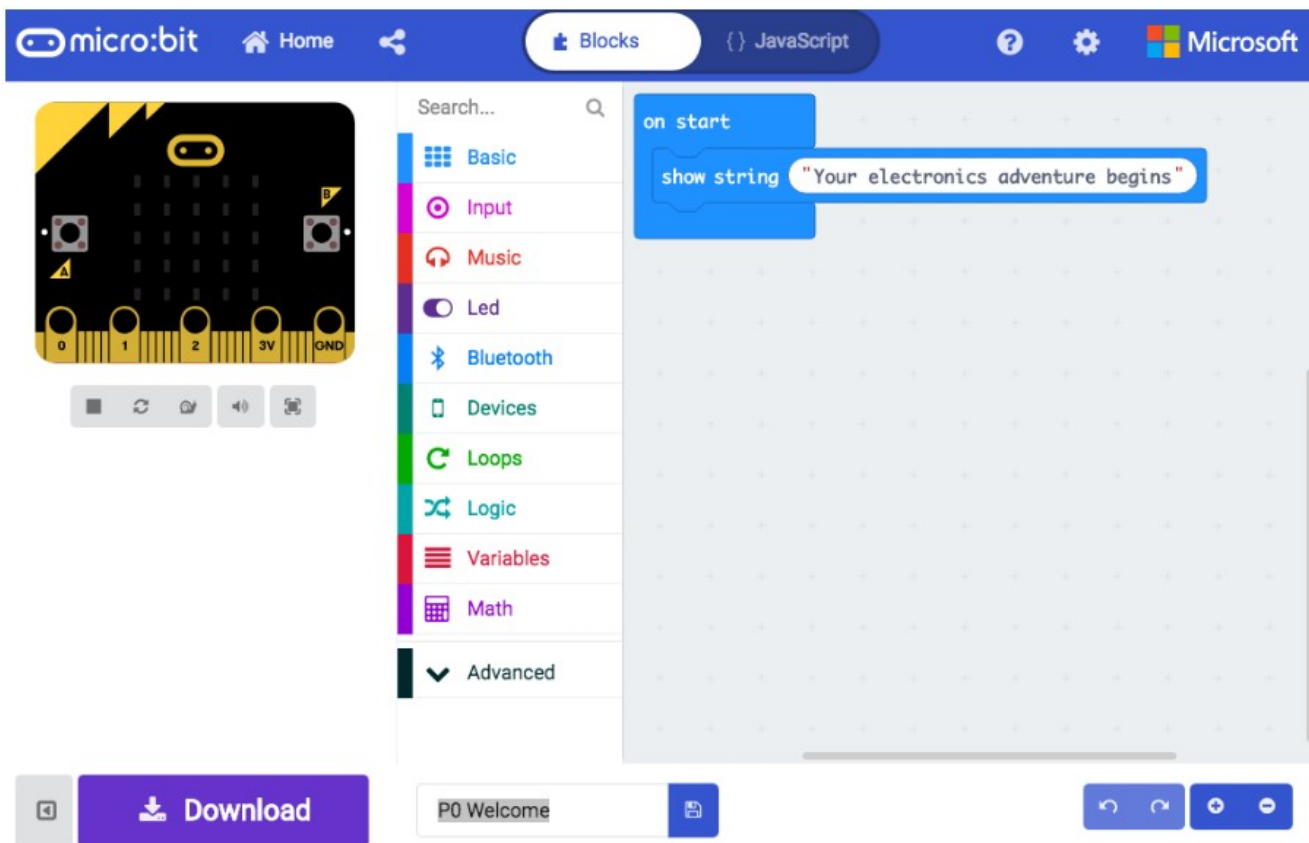 micro:bit Home Blocks {} JavaScript ? Microsoft
Search...
on start
Basic
show string "Your electronics adventure begins"
Input
Music
Led
Bluetooth
Devices
Loops
Logic
Variables
Math
Advanced
B
A
0 1 2 3V GND
Download
P0 Welcome